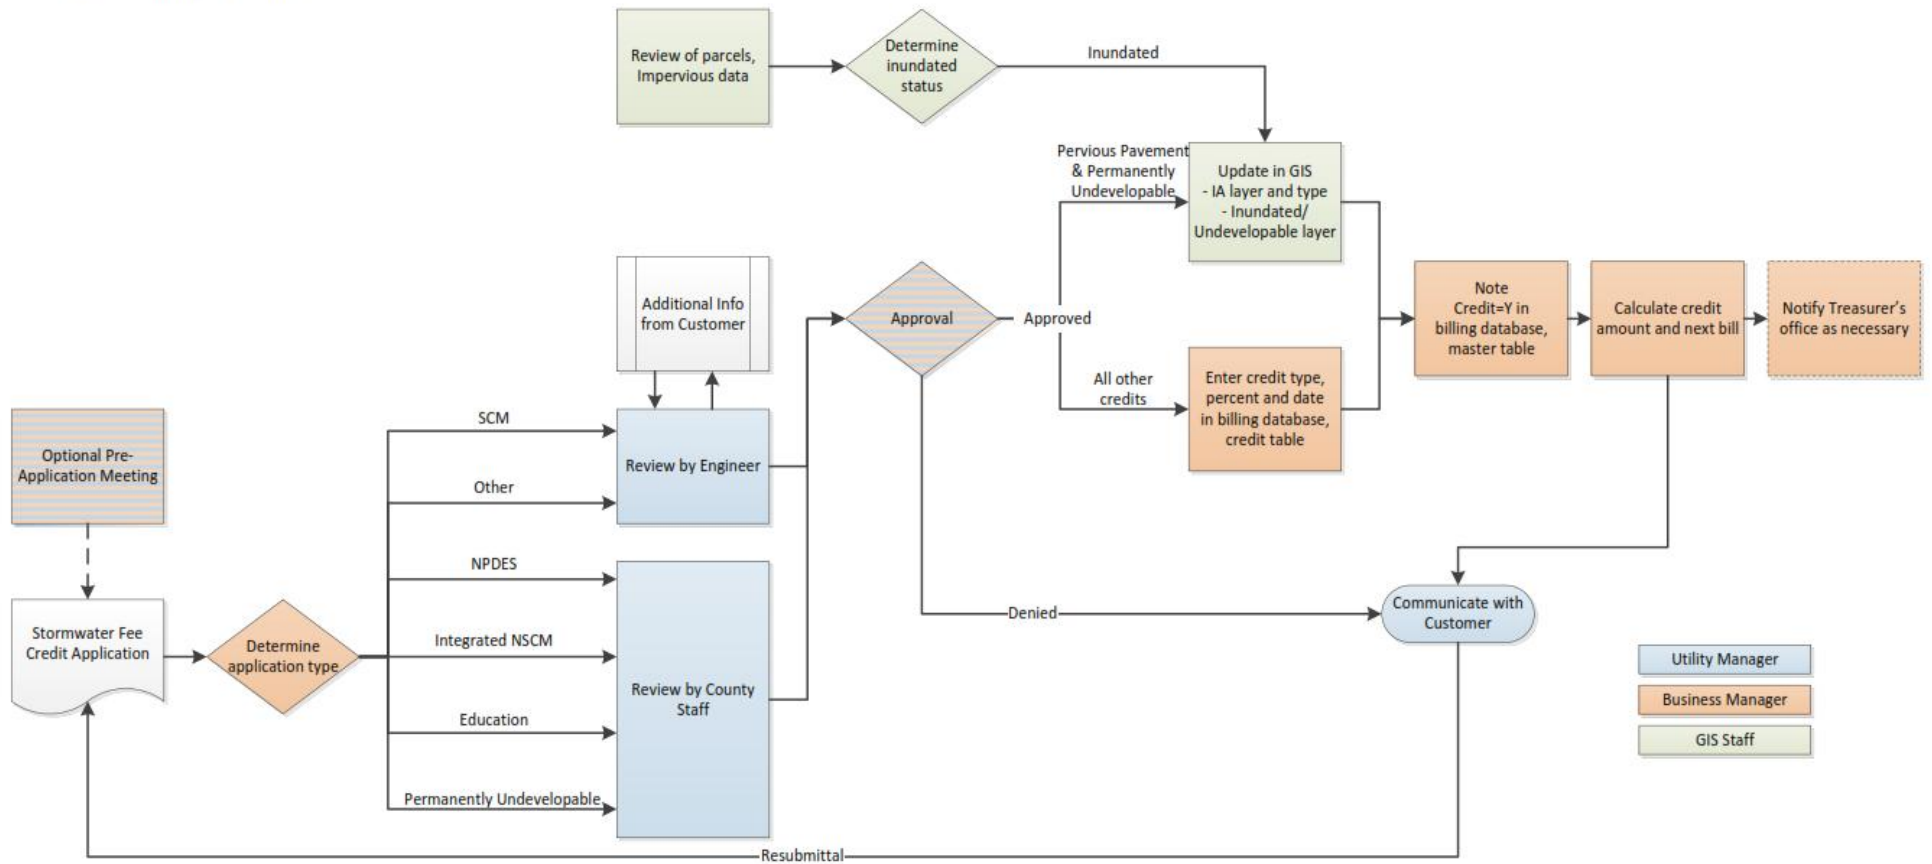 Review of parcels,
Impervious data
Determine
inundated
status
Inundated
Pervious Pavement
& Permanently
Undevelopable
Update in GIS
- IA layer and type
- Inundated/
Undevelopable layer
Additional Info
from Customer
Approval
Approved
Note
Credit=Y in
billing database,
master table
Calculate credit
amount and next bill
Notify Treasurer's
office as necessary
All other
credits
Enter credit type,
percent and date
in billing database,
credit table
Optional Pre-
Application Meeting
SCM
Other
Review by Engineer
NPDES
Integrated NSCM
Education
Permanently Undevelopable
Review by County
Staff
Stormwater Fee
Credit Application
Determine
application type
Denied
Communicate with
Customer
Utility Manager
Business Manager
GIS Staff
Resubmittal